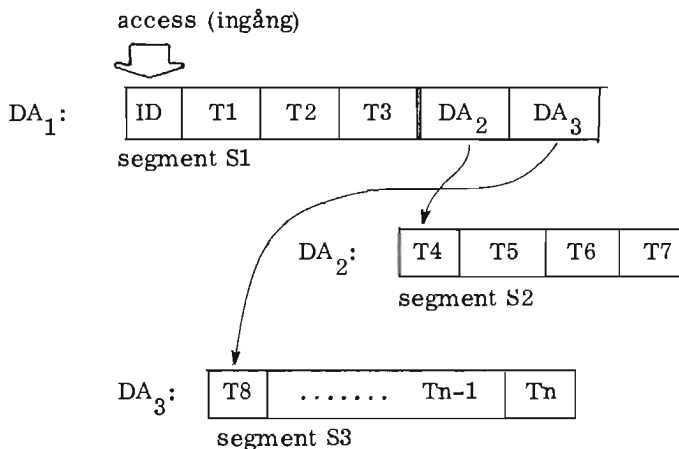 access (ingång)
DA1: ID T1 T2 T3 DA2 DA3
segment S1
DA2: T4 T5 T6 T7
segment S2
DA3: T8 ....... Tn-1 Tn
segment S3